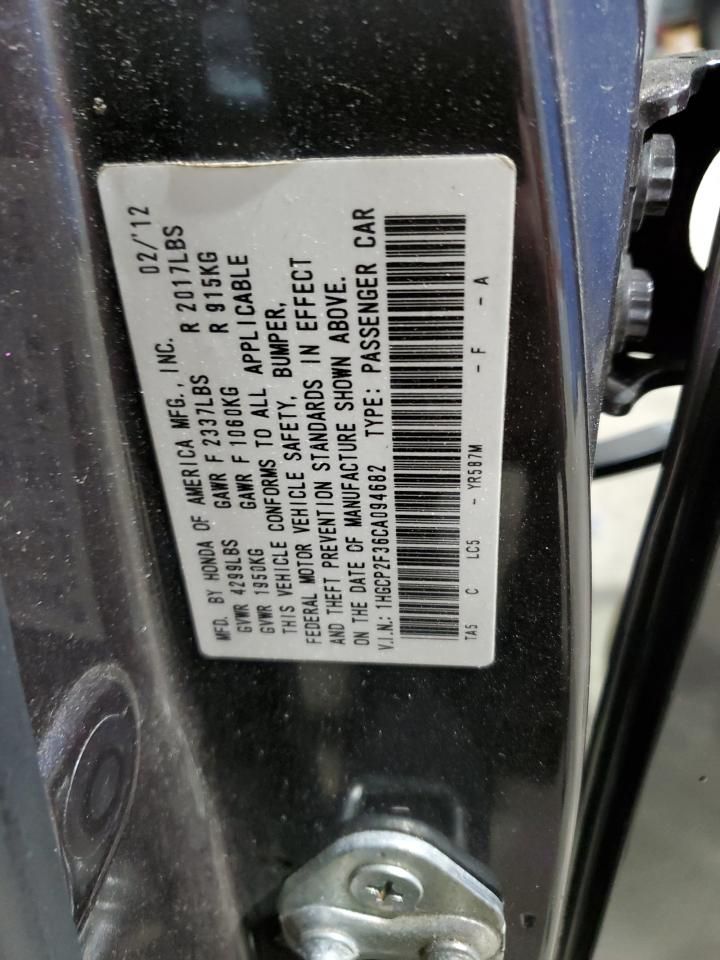 MFD. BY HONDA OF AMERICA MFG., INC. 02/'12
GVWR 4299LBS GAWR F 2337LBS R 2017LBS
GVWR 1950KG GAWR F 1060KG R 915KG
THIS VEHICLE CONFORMS TO ALL APPLICABLE
FEDERAL MOTOR VEHICLE SAFETY, BUMPER,
AND THEFT PREVENTION STANDARDS IN EFFECT
ON THE DATE OF MANUFACTURE SHOWN ABOVE.
V.I.N.: 1HGCP2F36CA094682 TYPE: PASSENGER CAR
TA5 C LC5 - YR587M - F - A